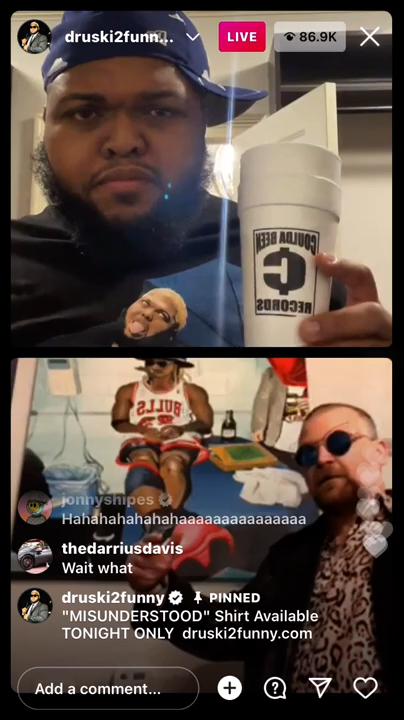 druski2funn...
LIVE
86.9K
COULDA BEEN
C
RECORDS
BULLS
jonnyshipes
Hahahahahahahaaaaaaaaaaaaaaa
thedarriusdavis
Wait what
druski2funny PINNED
"MISUNDERSTOOD" Shirt Available
TONIGHT ONLY druski2funny.com
Add a comment...